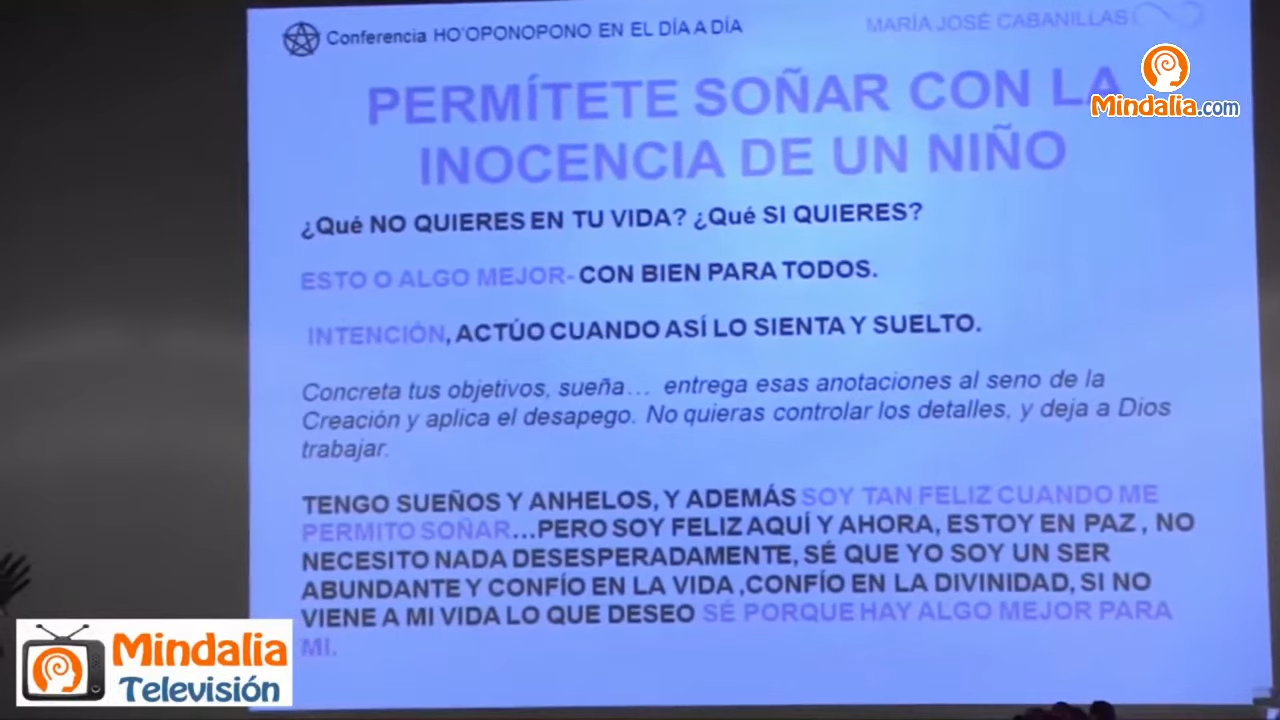 Conferencia HO'OPONOPONO EN EL DÍA A DÍA
MARÍA JOSÉ CABANILLAS
Mindalia.com
PERMÍTETE SOÑAR CON LA
INOCENCIA DE UN NIÑO
¿Qué NO QUIERES EN TU VIDA? ¿Qué SI QUIERES?
ESTO O ALGO MEJOR- CON BIEN PARA TODOS.
INTENCIÓN, ACTÚO CUANDO ASÍ LO SIENTA Y SUELTO.
Concreta tus objetivos, sueña... entrega esas anotaciones al seno de la
Creación y aplica el desapego. No quieras controlar los detalles, y deja a Dios
trabajar.
TENGO SUEÑOS Y ANHELOS, Y ADEMÁS SOY TAN FELIZ CUANDO ME
PERMITO SOÑAR...PERO SOY FELIZ AQUÍ Y AHORA, ESTOY EN PAZ , NO
NECESITO NADA DESESPERADAMENTE, SÉ QUE YO SOY UN SER
ABUNDANTE Y CONFÍO EN LA VIDA ,CONFÍO EN LA DIVINIDAD, SI NO
VIENE A MI VIDA LO QUE DESEO SÉ PORQUE HAY ALGO MEJOR PARA
MI.
Mindalia
Televisión